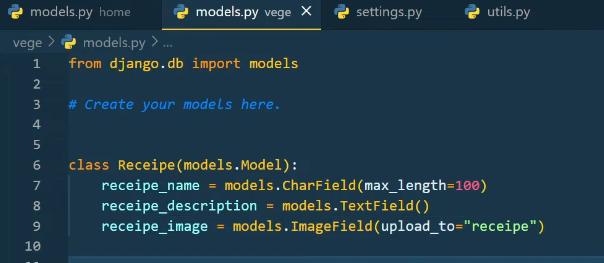 models.py home models.py vege × settings.py utils.py
vege > models.py > ...
1 from django.db import models
2
3 # Create your models here.
4
5
6 class Receipe(models.Model):
7 receipe_name = models.CharField(max_length=100)
8 receipe_description = models.TextField()
9 receipe_image = models.ImageField(upload_to="receipe")
10